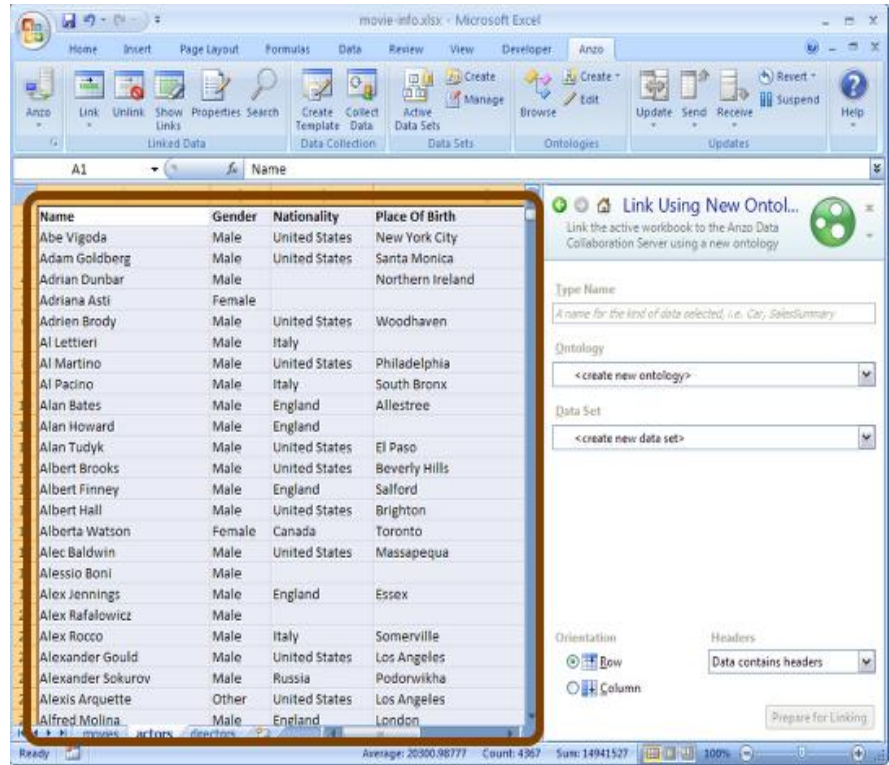 movie-info.xlsx - Microsoft Excel
Home Insert Page Layout Formulas Data Review View Developer Anzo
Anzo Link Unlink Show Links Properties Search Create Template Collect Data Active Data Sets Create Manage Browse Create Edit Update Send Receive Revert Suspend Help
Linked Data Data Collection Data Sets Ontologies Updates
A1 fx Name
Name Gender Nationality Place Of Birth
Abe Vigoda Male United States New York City
Adam Goldberg Male United States Santa Monica
Adrian Dunbar Male Northern Ireland
Adriana Asti Female
Adrien Brody Male United States Woodhaven
Al Lettieri Male Italy
Al Martino Male United States Philadelphia
Al Pacino Male Italy South Bronx
Alan Bates Male England Allestree
Alan Howard Male England
Alan Tudyk Male United States El Paso
Albert Brooks Male United States Beverly Hills
Albert Finney Male England Salford
Albert Hall Male United States Brighton
Alberta Watson Female Canada Toronto
Alec Baldwin Male United States Massapequa
Alessio Boni Male
Alex Jennings Male England Essex
Alex Rafalowicz Male
Alex Rocco Male Italy Somerville
Alexander Gould Male United States Los Angeles
Alexander Sokurov Male Russia Podorwikha
Alexis Arquette Other United States Los Angeles
Alfred Molina Male England London
movies actors directors
Link Using New Ontol...
Link the active workbook to the Anzo Data
Collaboration Server using a new ontology
Type Name
A name for the kind of data selected, i.e. Car, SalesSummary
Ontology
<create new ontology>
Data Set
<create new data set>
Orientation Headers
Row Data contains headers
Column
Prepare for Linking
Ready Average: 20300.98777 Count: 4367 Sum: 14941527 100%